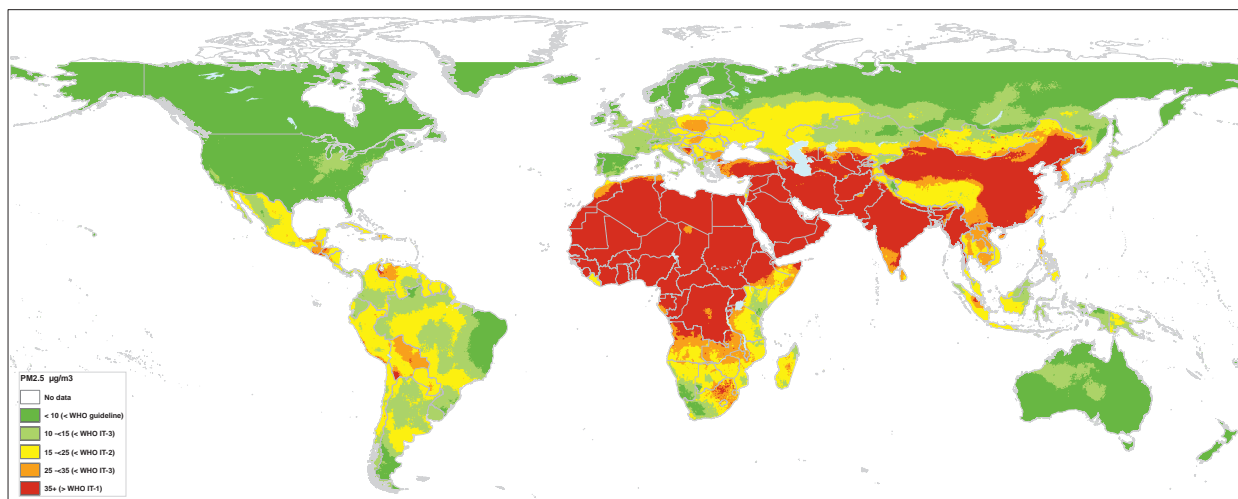 PM2.5 µg/m3
No data
< 10 (< WHO guideline)
10 -<15 (< WHO IT-3)
15 -<25 (< WHO IT-2)
25 -<35 (< WHO IT-3)
35+ (> WHO IT-1)